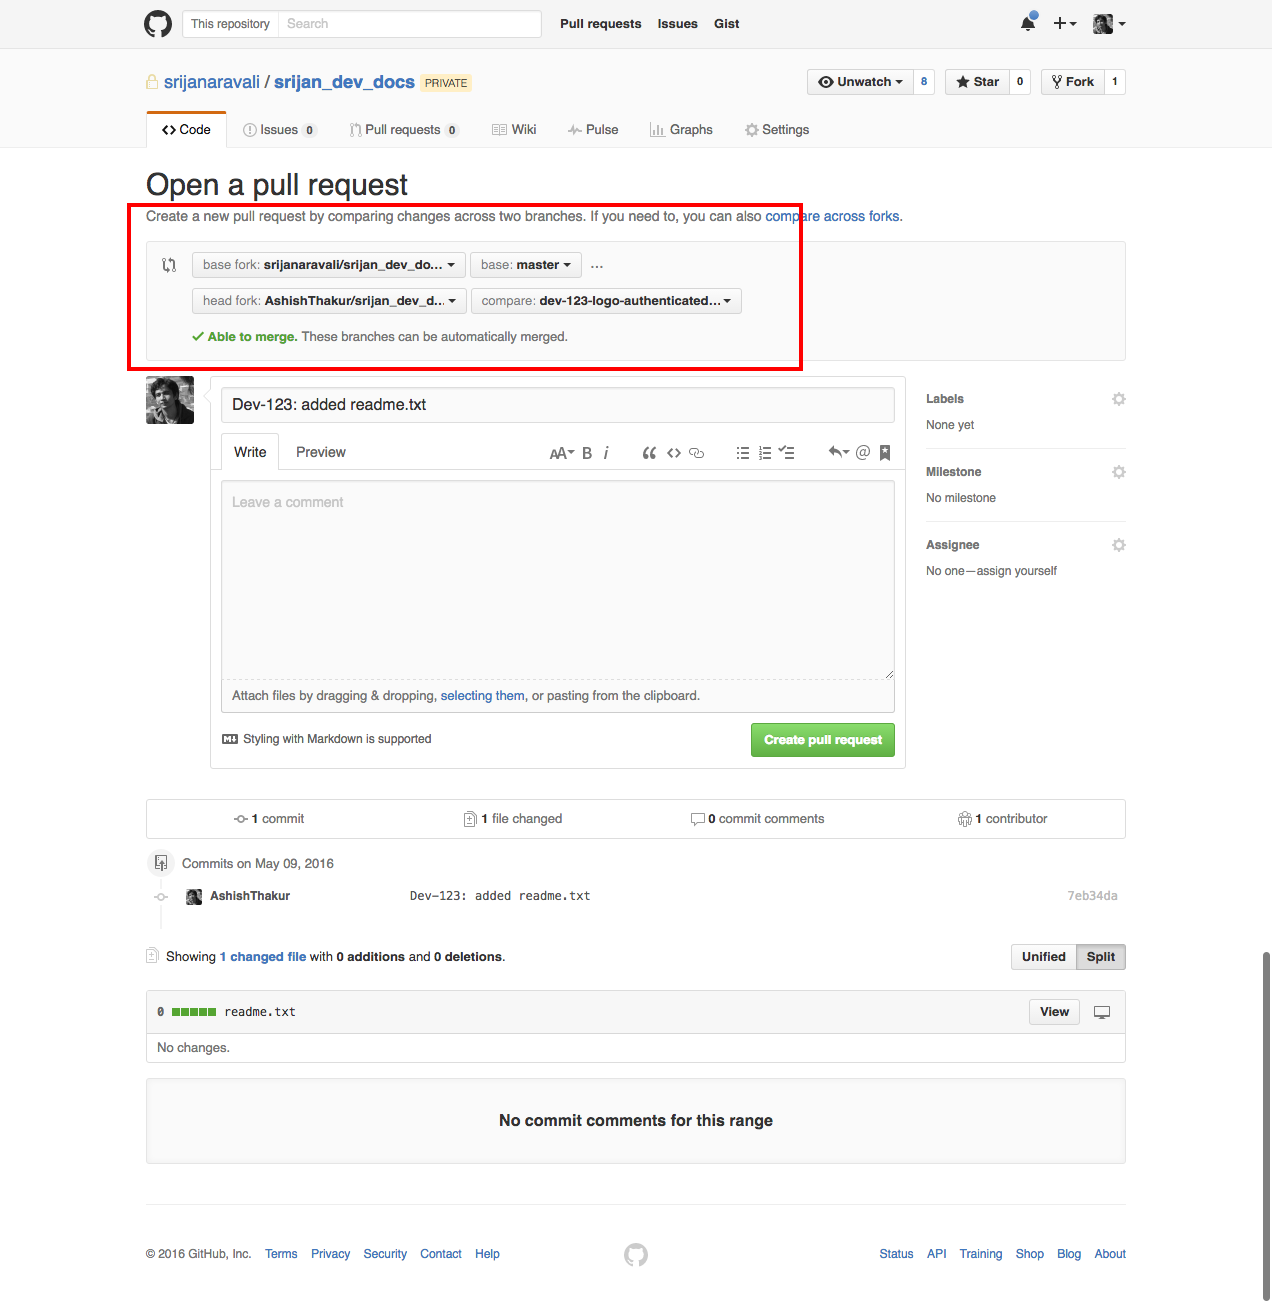 This repository Search Pull requests Issues Gist
srijanaravali / srijan_dev_docs PRIVATE Unwatch 8 Star 0 Fork 1
Code Issues 0 Pull requests 0 Wiki Pulse Graphs Settings
Open a pull request
Create a new pull request by comparing changes across two branches. If you need to, you can also compare across forks.
base fork: srijanaravali/srijan_dev_do... base: master ...
head fork: AshishThakur/srijan_dev_d... compare: dev-123-logo-authenticated...
Able to merge. These branches can be automatically merged.
Dev-123: added readme.txt
Labels
None yet
Write Preview AA B i
Milestone
No milestone
Leave a comment
Assignee
No one—assign yourself
Attach files by dragging & dropping, selecting them, or pasting from the clipboard.
Styling with Markdown is supported Create pull request
1 commit 1 file changed 0 commit comments 1 contributor
Commits on May 09, 2016
AshishThakur Dev-123: added readme.txt 7eb34da
Showing 1 changed file with 0 additions and 0 deletions. Unified Split
0 readme.txt View
No changes.
No commit comments for this range
© 2016 GitHub, Inc. Terms Privacy Security Contact Help Status API Training Shop Blog About